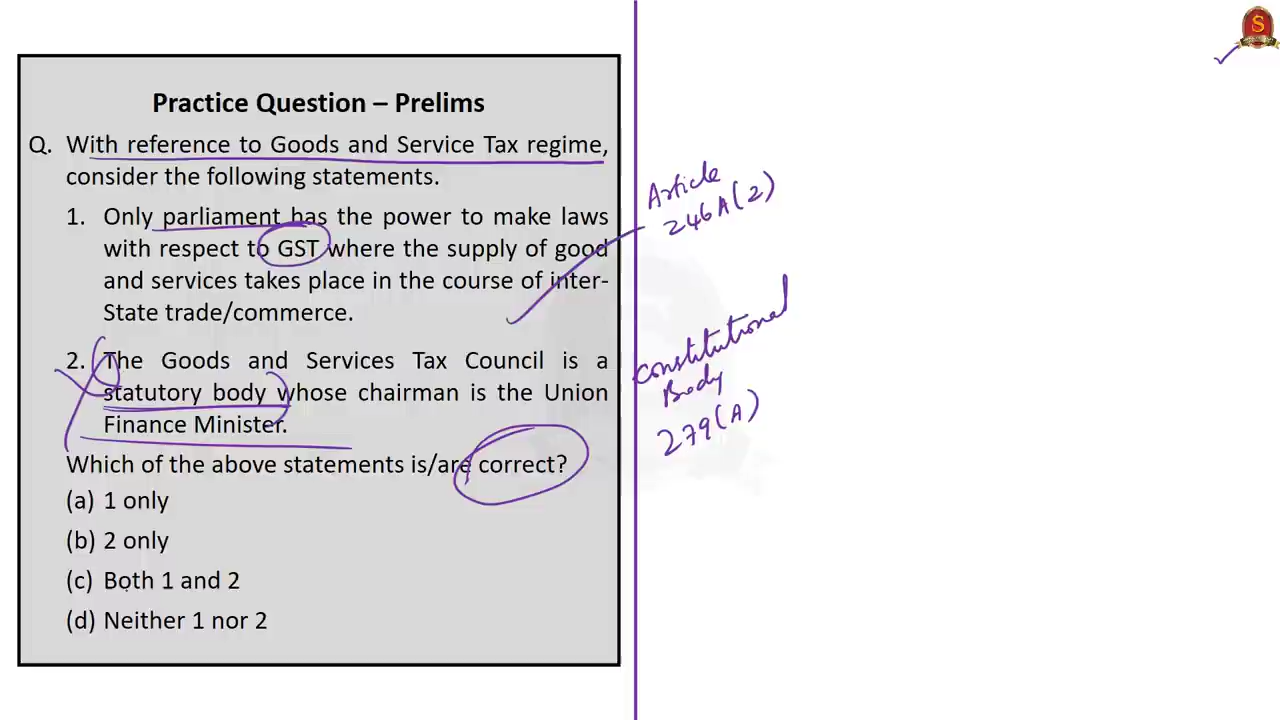 Practice Question – Prelims
Q. With reference to Goods and Service Tax regime,
consider the following statements.
1. Only parliament has the power to make laws
with respect to GST where the supply of good
and services takes place in the course of inter-
State trade/commerce.
2. The Goods and Services Tax Council is a
statutory body whose chairman is the Union
Finance Minister.
Which of the above statements is/are correct?
(a) 1 only
(b) 2 only
(c) Both 1 and 2
(d) Neither 1 nor 2
Article
246A(2)
Constitutional
Body
279(A)
S